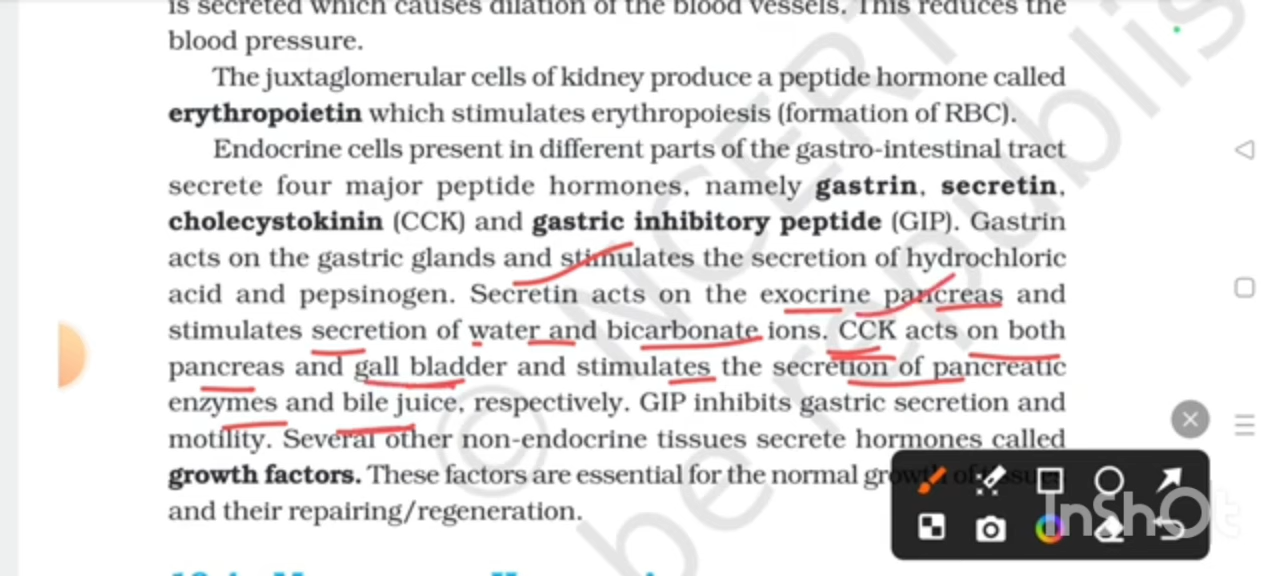 is secreted which causes dilation of the blood vessels. This reduces the
blood pressure.
The juxtaglomerular cells of kidney produce a peptide hormone called
erythropoietin which stimulates erythropoiesis (formation of RBC).
Endocrine cells present in different parts of the gastro-intestinal tract
secrete four major peptide hormones, namely gastrin, secretin,
cholecystokinin (CCK) and gastric inhibitory peptide (GIP). Gastrin
acts on the gastric glands and stimulates the secretion of hydrochloric
acid and pepsinogen. Secretin acts on the exocrine pancreas and
stimulates secretion of water and bicarbonate ions. CCK acts on both
pancreas and gall bladder and stimulates the secretion of pancreatic
enzymes and bile juice, respectively. GIP inhibits gastric secretion and
motility. Several other non-endocrine tissues secrete hormones called
growth factors. These factors are essential for the normal growth of
and their repairing/regeneration.
© NCERT
be republis
InShOt